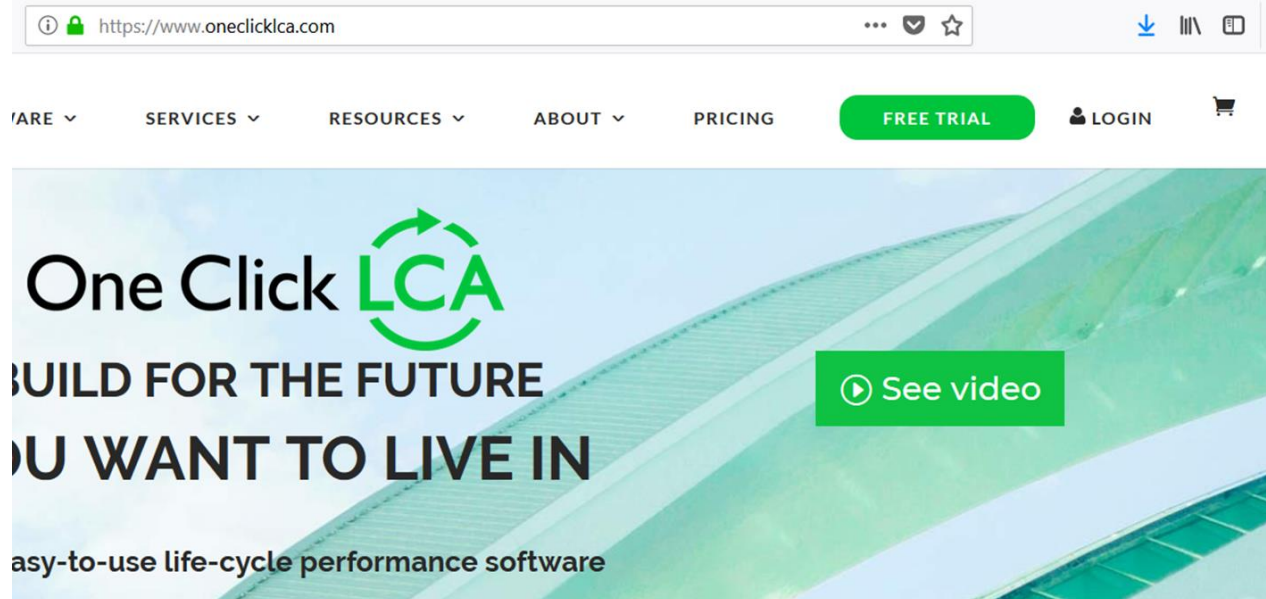 https://www.oneclicklca.com
ARE SERVICES RESOURCES ABOUT PRICING FREE TRIAL LOGIN
One Click LCA
BUILD FOR THE FUTURE
See video
OU WANT TO LIVE IN
asy-to-use life-cycle performance software